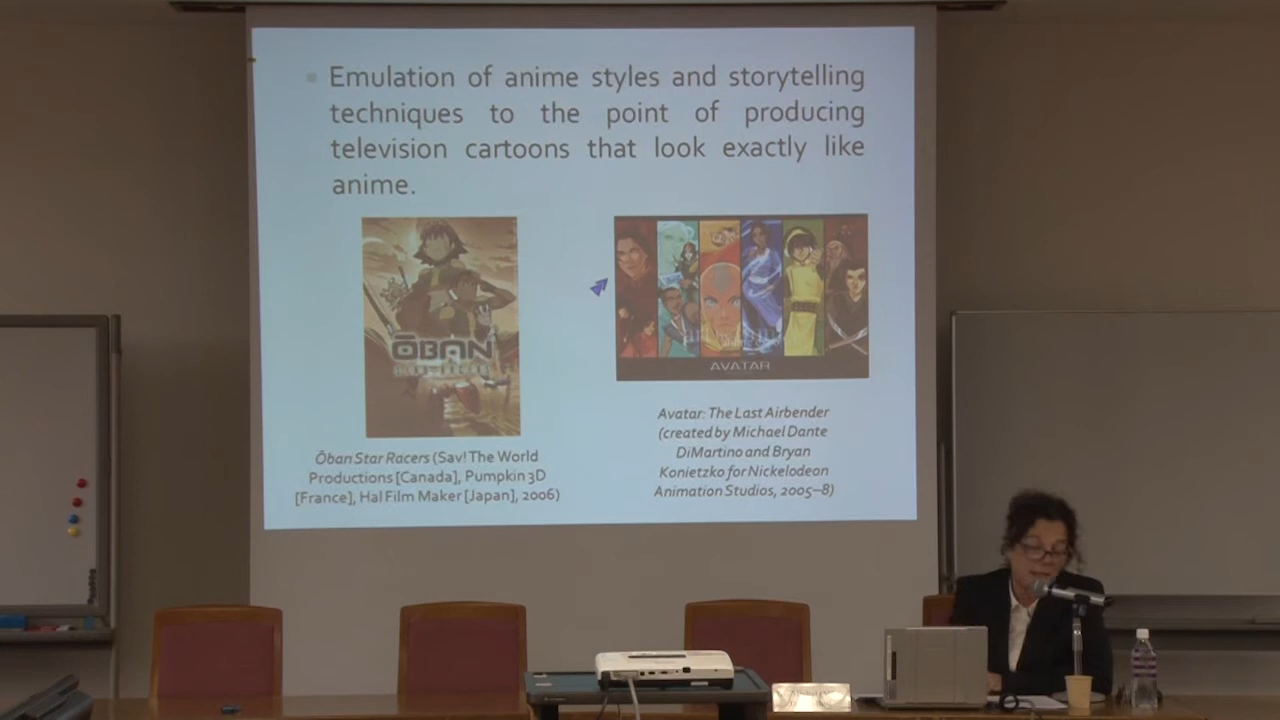 Emulation of anime styles and storytelling
techniques to the point of producing
television cartoons that look exactly like
anime.
ŌBAN
STAR-RACERS
AVATAR
Ōban Star Racers (Sav! The World
Productions [Canada], Pumpkin 3D
[France], Hal Film Maker [Japan], 2006)
Avatar: The Last Airbender
(created by Michael Dante
DiMartino and Bryan
Konietzko for Nickelodeon
Animation Studios, 2005–8)